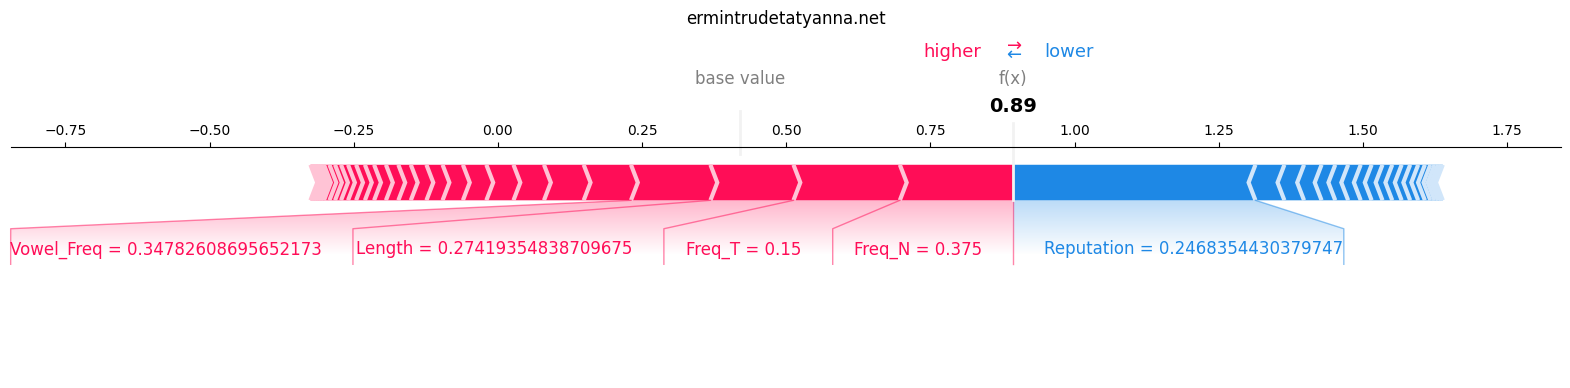 ermintrudetatyanna.net
higher ⇄ lower
base value f(x)
0.89
−0.75 −0.50 −0.25 0.00 0.25 0.50 0.75 1.00 1.25 1.50 1.75
Vowel_Freq = 0.34782608695652173 Length = 0.27419354838709675 Freq_T = 0.15 Freq_N = 0.375 Reputation = 0.2468354430379747